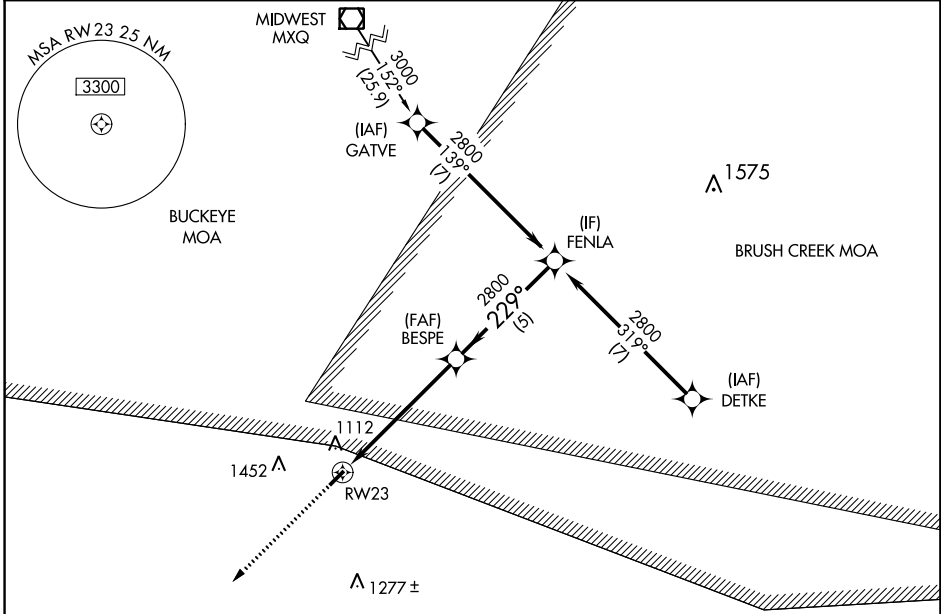 MIDWEST
MXQ
MSA RW 23 25 NM
3300
3000
152°
(25.9)
(IAF)
GATVE
2800
139°
(7)
1575
BUCKEYE
MOA
(IF)
FENLA
BRUSH CREEK MOA
2800
229°
(5)
(FAF)
BESPE
2800
319°
(7)
(IAF)
DETKE
1112
1452
RW23
1277 ±